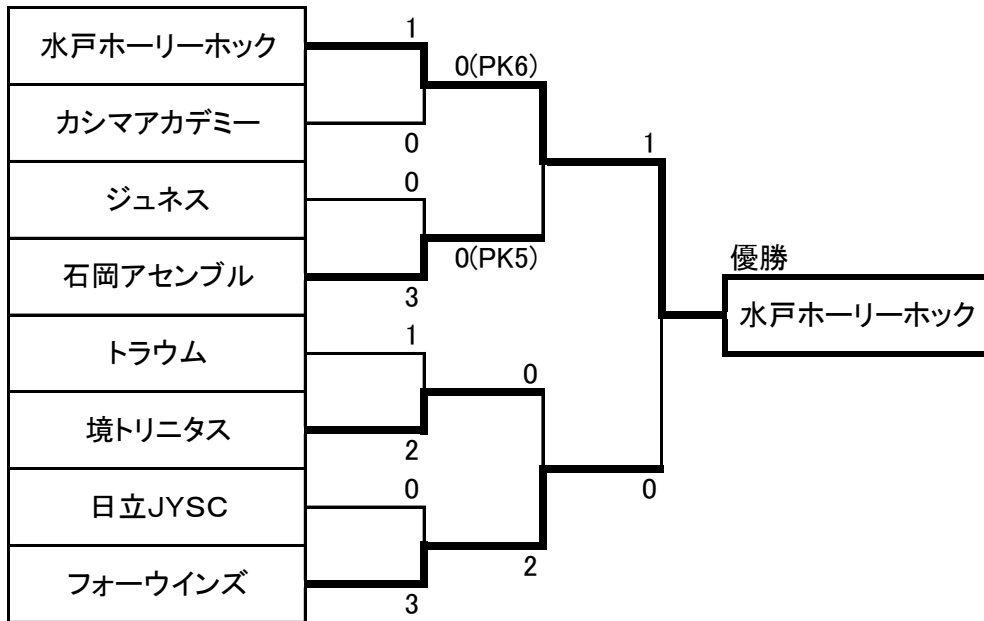 水戸ホーリーホック
カシマアカデミー
ジュネス
石岡アセンブル
トラウム
境トリニタス
日立JYSC
フォーウインズ
1
0
0
3
1
2
0
3
0(PK6)
0(PK5)
0
2
1
0
優勝
水戸ホーリーホック